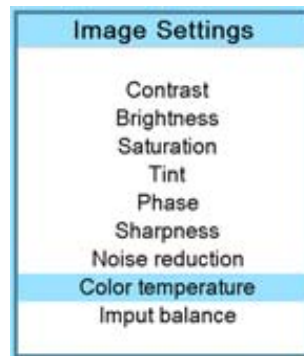 Image Settings
Contrast
Brightness
Saturation
Tint
Phase
Sharpness
Noise reduction
Color temperature
Imput balance